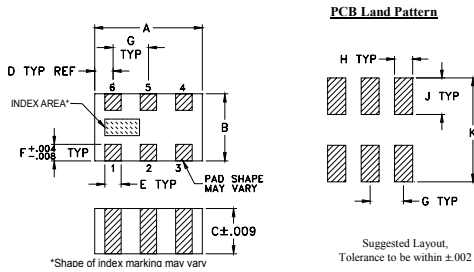 PCB Land Pattern
A
G
TYP
D TYP REF
6 5 4
INDEX AREA*
B
F +.004 -.008 TYP
1 2 3
E TYP
PAD SHAPE
MAY VARY
C±.009
*Shape of index marking may vary
H TYP
J TYP
K
G TYP
Suggested Layout,
Tolerance to be within ±.002